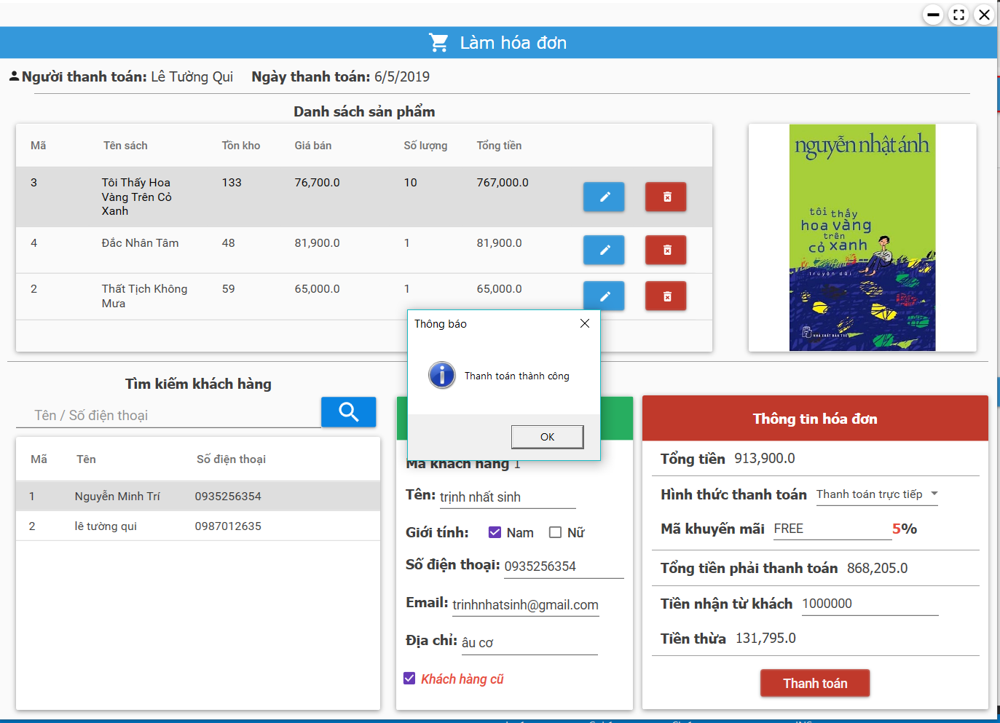 Làm hóa đơn
Người thanh toán: Lê Tường Qui Ngày thanh toán: 6/5/2019
Danh sách sản phẩm
Mã Tên sách Tồn kho Giá bán Số lượng Tổng tiền
3 Tôi Thấy Hoa Vàng Trên Cỏ Xanh 133 76,700.0 10 767,000.0
4 Đắc Nhân Tâm 48 81,900.0 1 81,900.0
2 Thất Tịch Không Mưa 59 65,000.0 1 65,000.0
nguyễn nhật ánh
tôi thấy
hoa vàng
trên
cỏ xanh
truyện dài
NHÀ XUẤT BẢN TRẺ
Thông báo
Thanh toán thành công
OK
Tìm kiếm khách hàng
Tên / Số điện thoại
Mã Tên Số điện thoại
1 Nguyễn Minh Trí 0935256354
2 lê tường qui 0987012635
Mã khách hàng 1
Tên: trịnh nhất sinh
Giới tính: Nam Nữ
Số điện thoại: 0935256354
Email: trinhnhatsinh@gmail.com
Địa chỉ: âu cơ
Khách hàng cũ
Thông tin hóa đơn
Tổng tiền 913,900.0
Hình thức thanh toán Thanh toán trực tiếp
Mã khuyến mãi FREE 5%
Tổng tiền phải thanh toán 868,205.0
Tiền nhận từ khách 1000000
Tiền thừa 131,795.0
Thanh toán